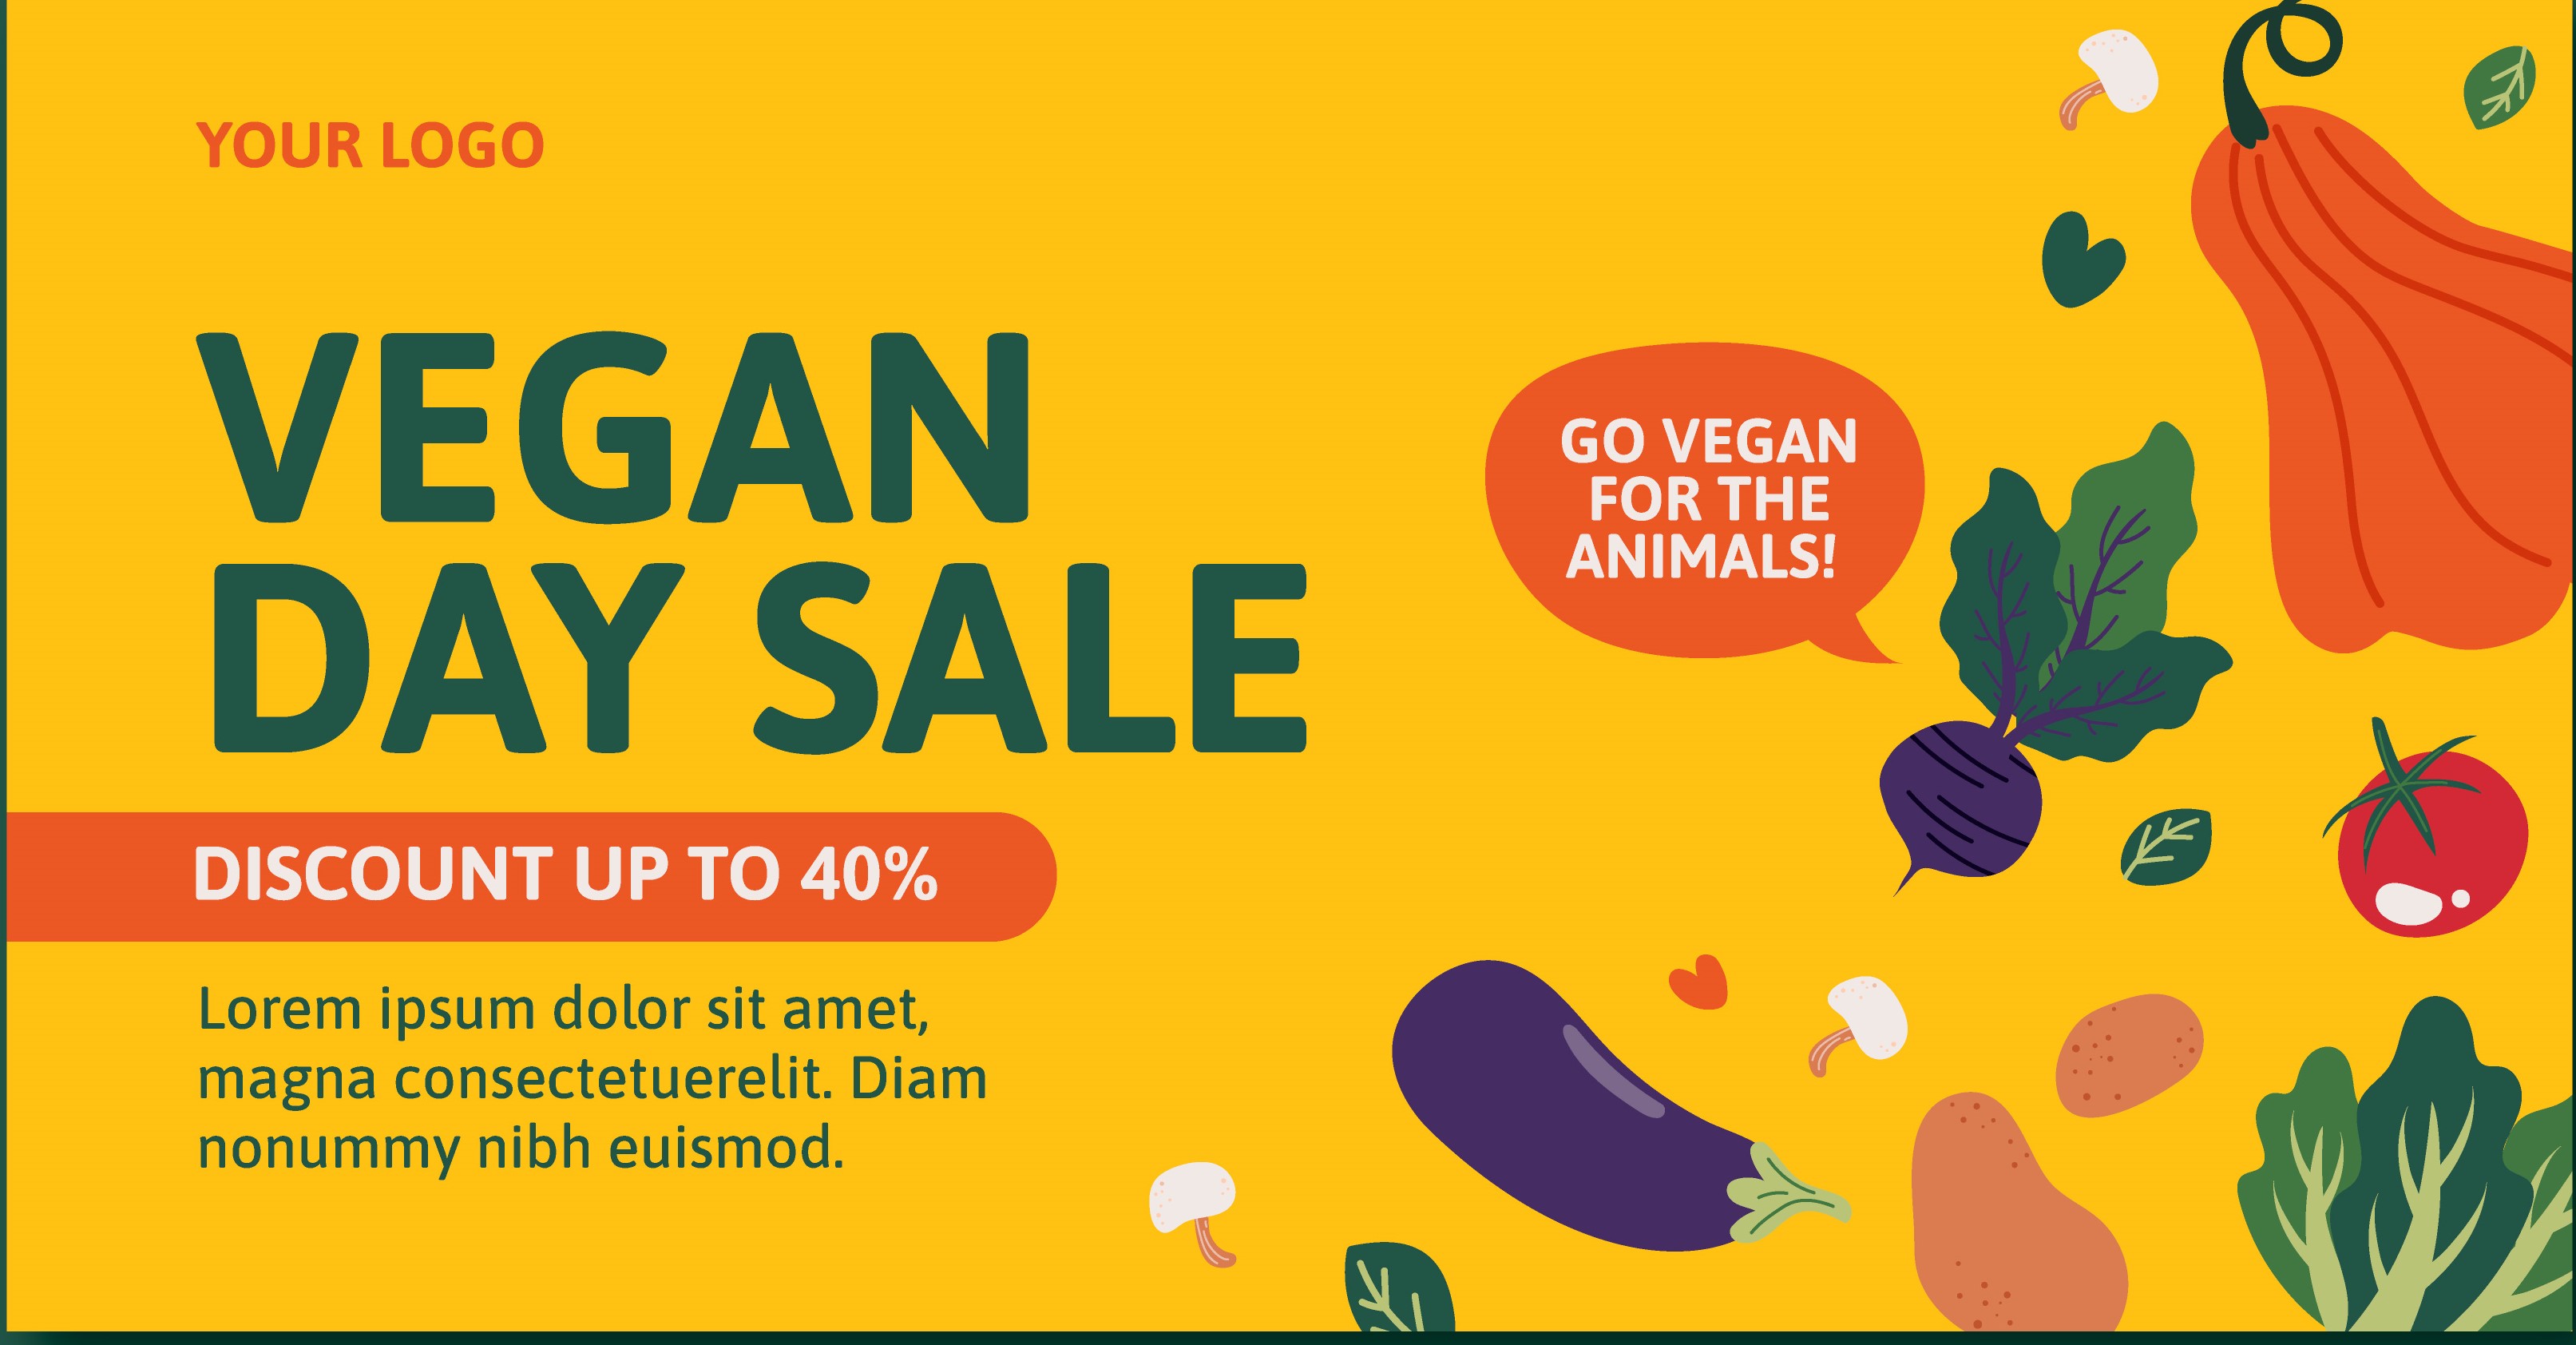 YOUR LOGO
VEGAN
DAY SALE
DISCOUNT UP TO 40%
Lorem ipsum dolor sit amet,
magna consectetuerelit. Diam
nonummy nibh euismod.
GO VEGAN
FOR THE
ANIMALS!